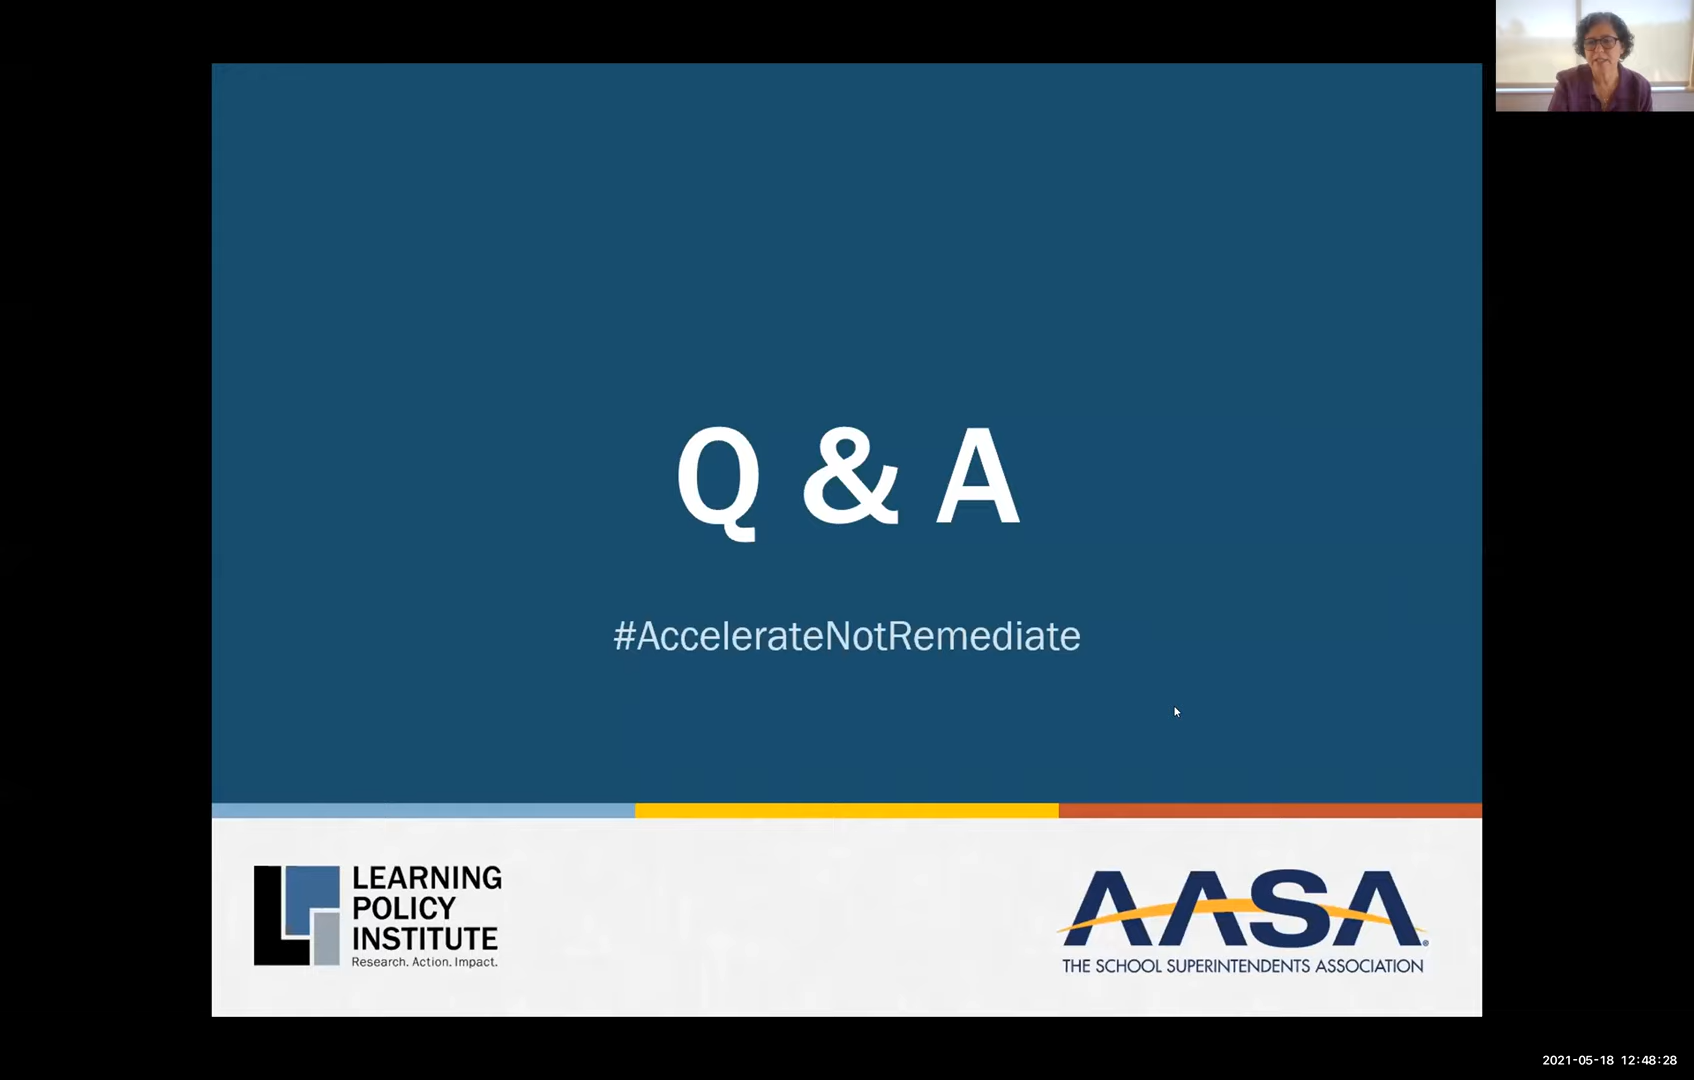 Q & A
#AccelerateNotRemediate
LEARNING
POLICY
INSTITUTE
Research. Action. Impact.
AASA®
THE SCHOOL SUPERINTENDENTS ASSOCIATION
2021-05-18 12:48:28